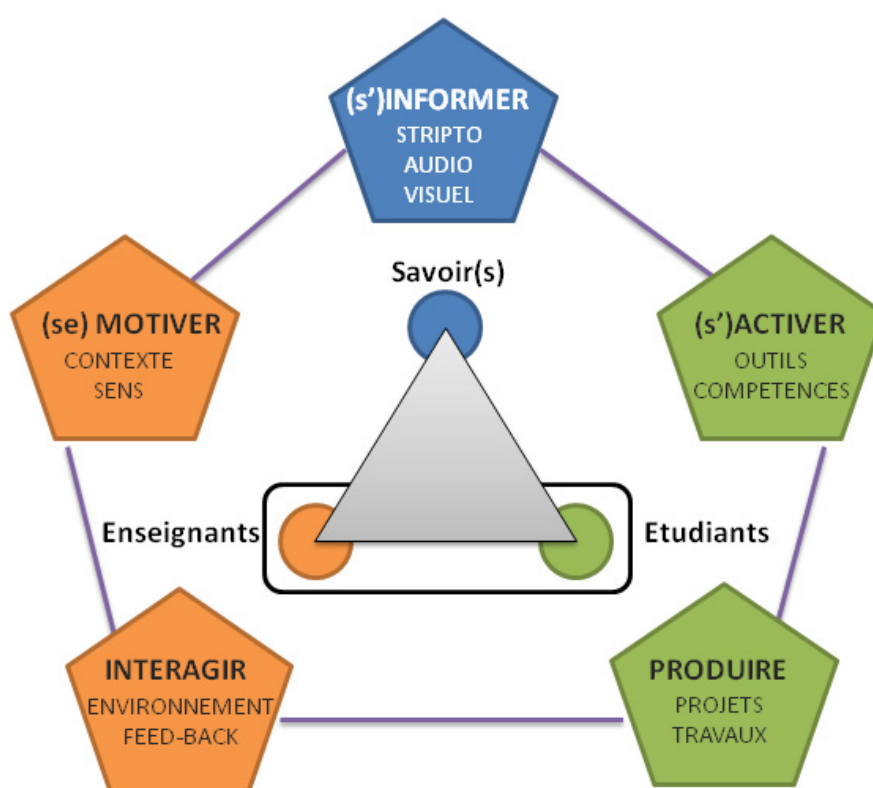 (s')INFORMER
STRIPTO
AUDIO
VISUEL
Savoir(s)
(se) MOTIVER
CONTEXTE
SENS
(s')ACTIVER
OUTILS
COMPETENCES
Enseignants
Etudiants
INTERAGIR
ENVIRONNEMENT
FEED-BACK
PRODUIRE
PROJETS
TRAVAUX